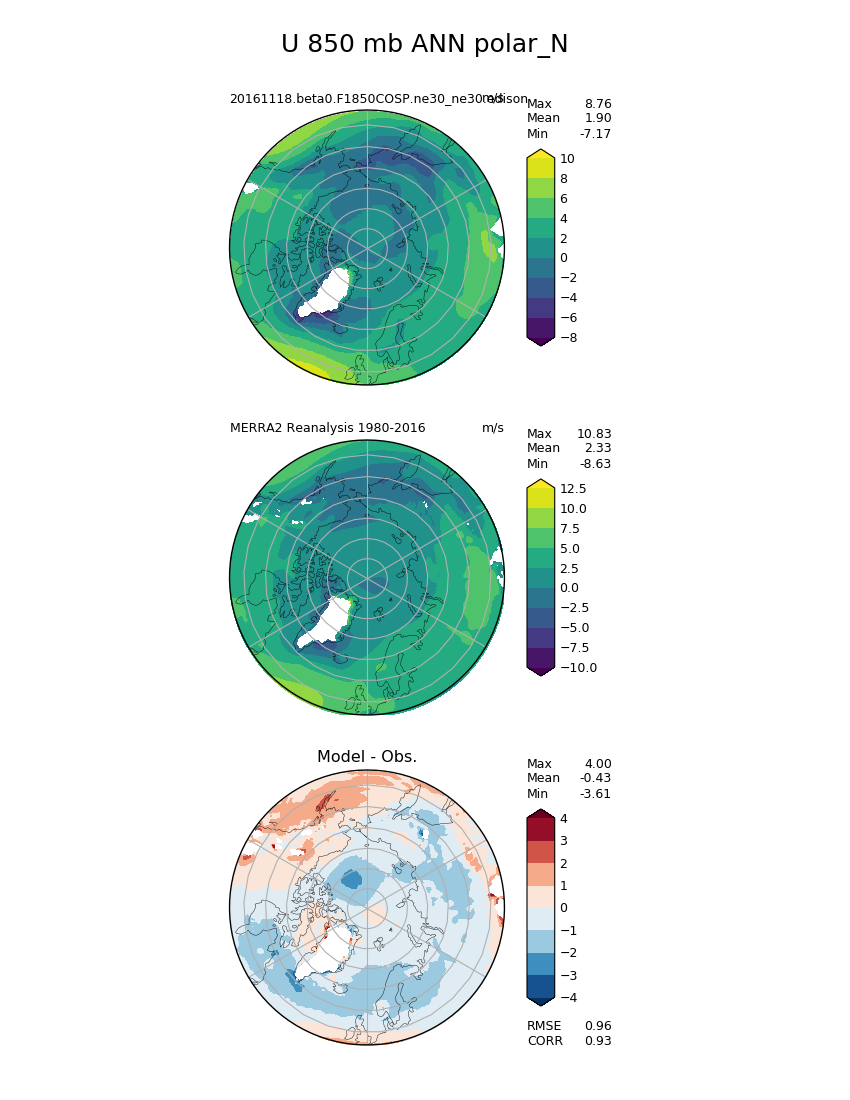 U 850 mb ANN polar_N
20161118.beta0.F1850COSP.ne30_ne30.edison
m/s
Max 8.76
Mean 1.90
Min -7.17
10
8
6
4
2
0
−2
−4
−6
−8
MERRA2 Reanalysis 1980-2016 m/s
Max 10.83
Mean 2.33
Min -8.63
12.5
10.0
7.5
5.0
2.5
0.0
−2.5
−5.0
−7.5
−10.0
Model - Obs.
Max 4.00
Mean -0.43
Min -3.61
4
3
2
1
0
−1
−2
−3
−4
RMSE 0.96
CORR 0.93